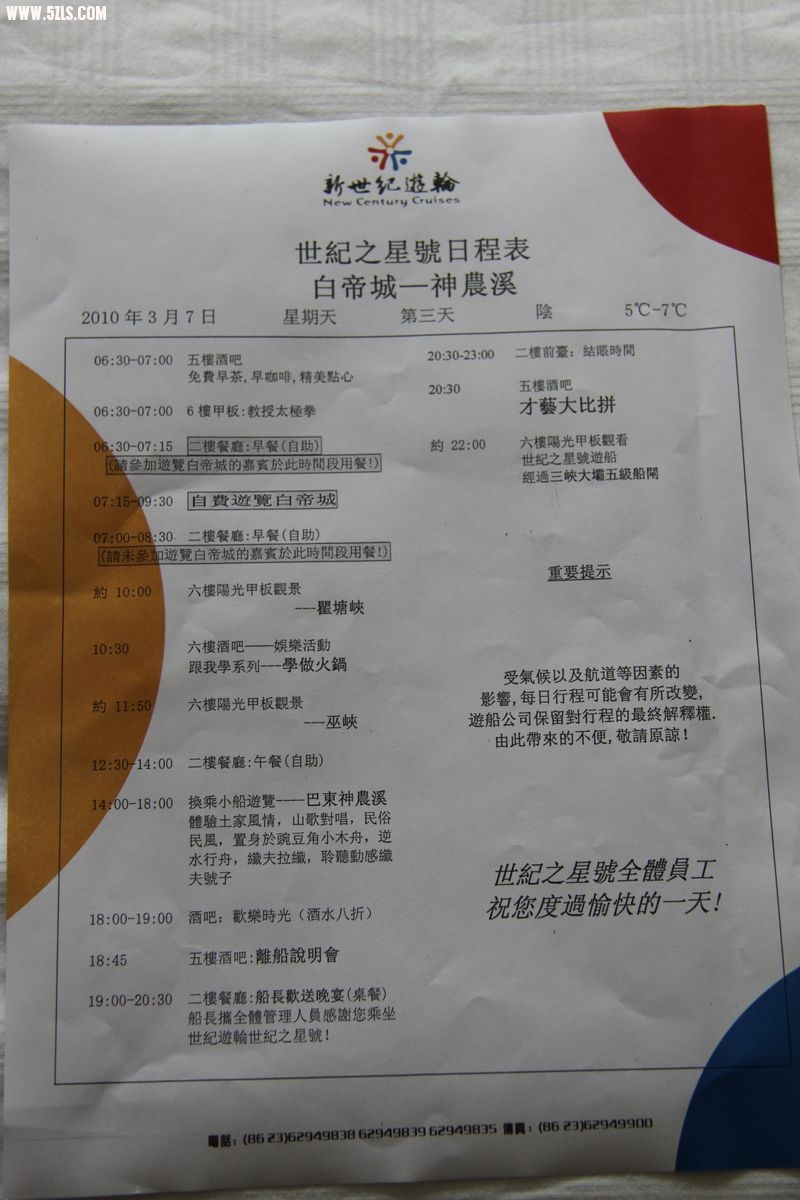 WWW.5ZLS.COM
新世纪遊輪
New Century Cruises
世紀之星號日程表
白帝城—神農溪
2010 年 3 月 7 日 星期天 第三天 陰 5℃-7℃
06:30-07:00 五樓酒吧
免費早茶,早咖啡,精美點心
06:30-07:00 6 樓甲板:教授太極拳
06:30-07:15 二樓餐廳:早餐(自助)
(請參加遊覽白帝城的嘉賓於此時間段用餐!)
07:15-09:30 自費遊覽白帝城
07:00-08:30 二樓餐廳:早餐(自助)
(請未參加遊覽白帝城的嘉賓於此時間段用餐!)
約 10:00 六樓陽光甲板觀景
---瞿塘峽
10:30 六樓酒吧——娛樂活動
跟我學系列---學做火鍋
約 11:50 六樓陽光甲板觀景
---巫峽
12:30-14:00 二樓餐廳:午餐(自助)
14:00-18:00 換乘小船遊覽----巴東神農溪
體驗土家風情，山歌對唱，民俗
民風，置身於豌豆角小木舟，逆
水行舟，纖夫拉纖，聆聽動感纖
夫號子
18:00-19:00 酒吧：歡樂時光（酒水八折）
18:45 五樓酒吧:離船說明會
19:00-20:30 二樓餐廳:船長歡送晚宴(桌餐)
船長攜全體管理人員感謝您乘坐
世紀遊輪世紀之星號!
20:30-23:00 二樓前臺：結賬時間
20:30 五樓酒吧
才藝大比拼
約 22:00 六樓陽光甲板觀看
世紀之星號遊船
經過三峽大壩五級船閘
重要提示
受氣候以及航道等因素的
影響,每日行程可能會有所改變,
遊船公司保留對行程的最終解釋權.
由此帶來的不便,敬請原諒!
世紀之星號全體員工
祝您度過愉快的一天!
電話：(86 23)62949838 62949839 62949835 傳真：(86 23)62949900